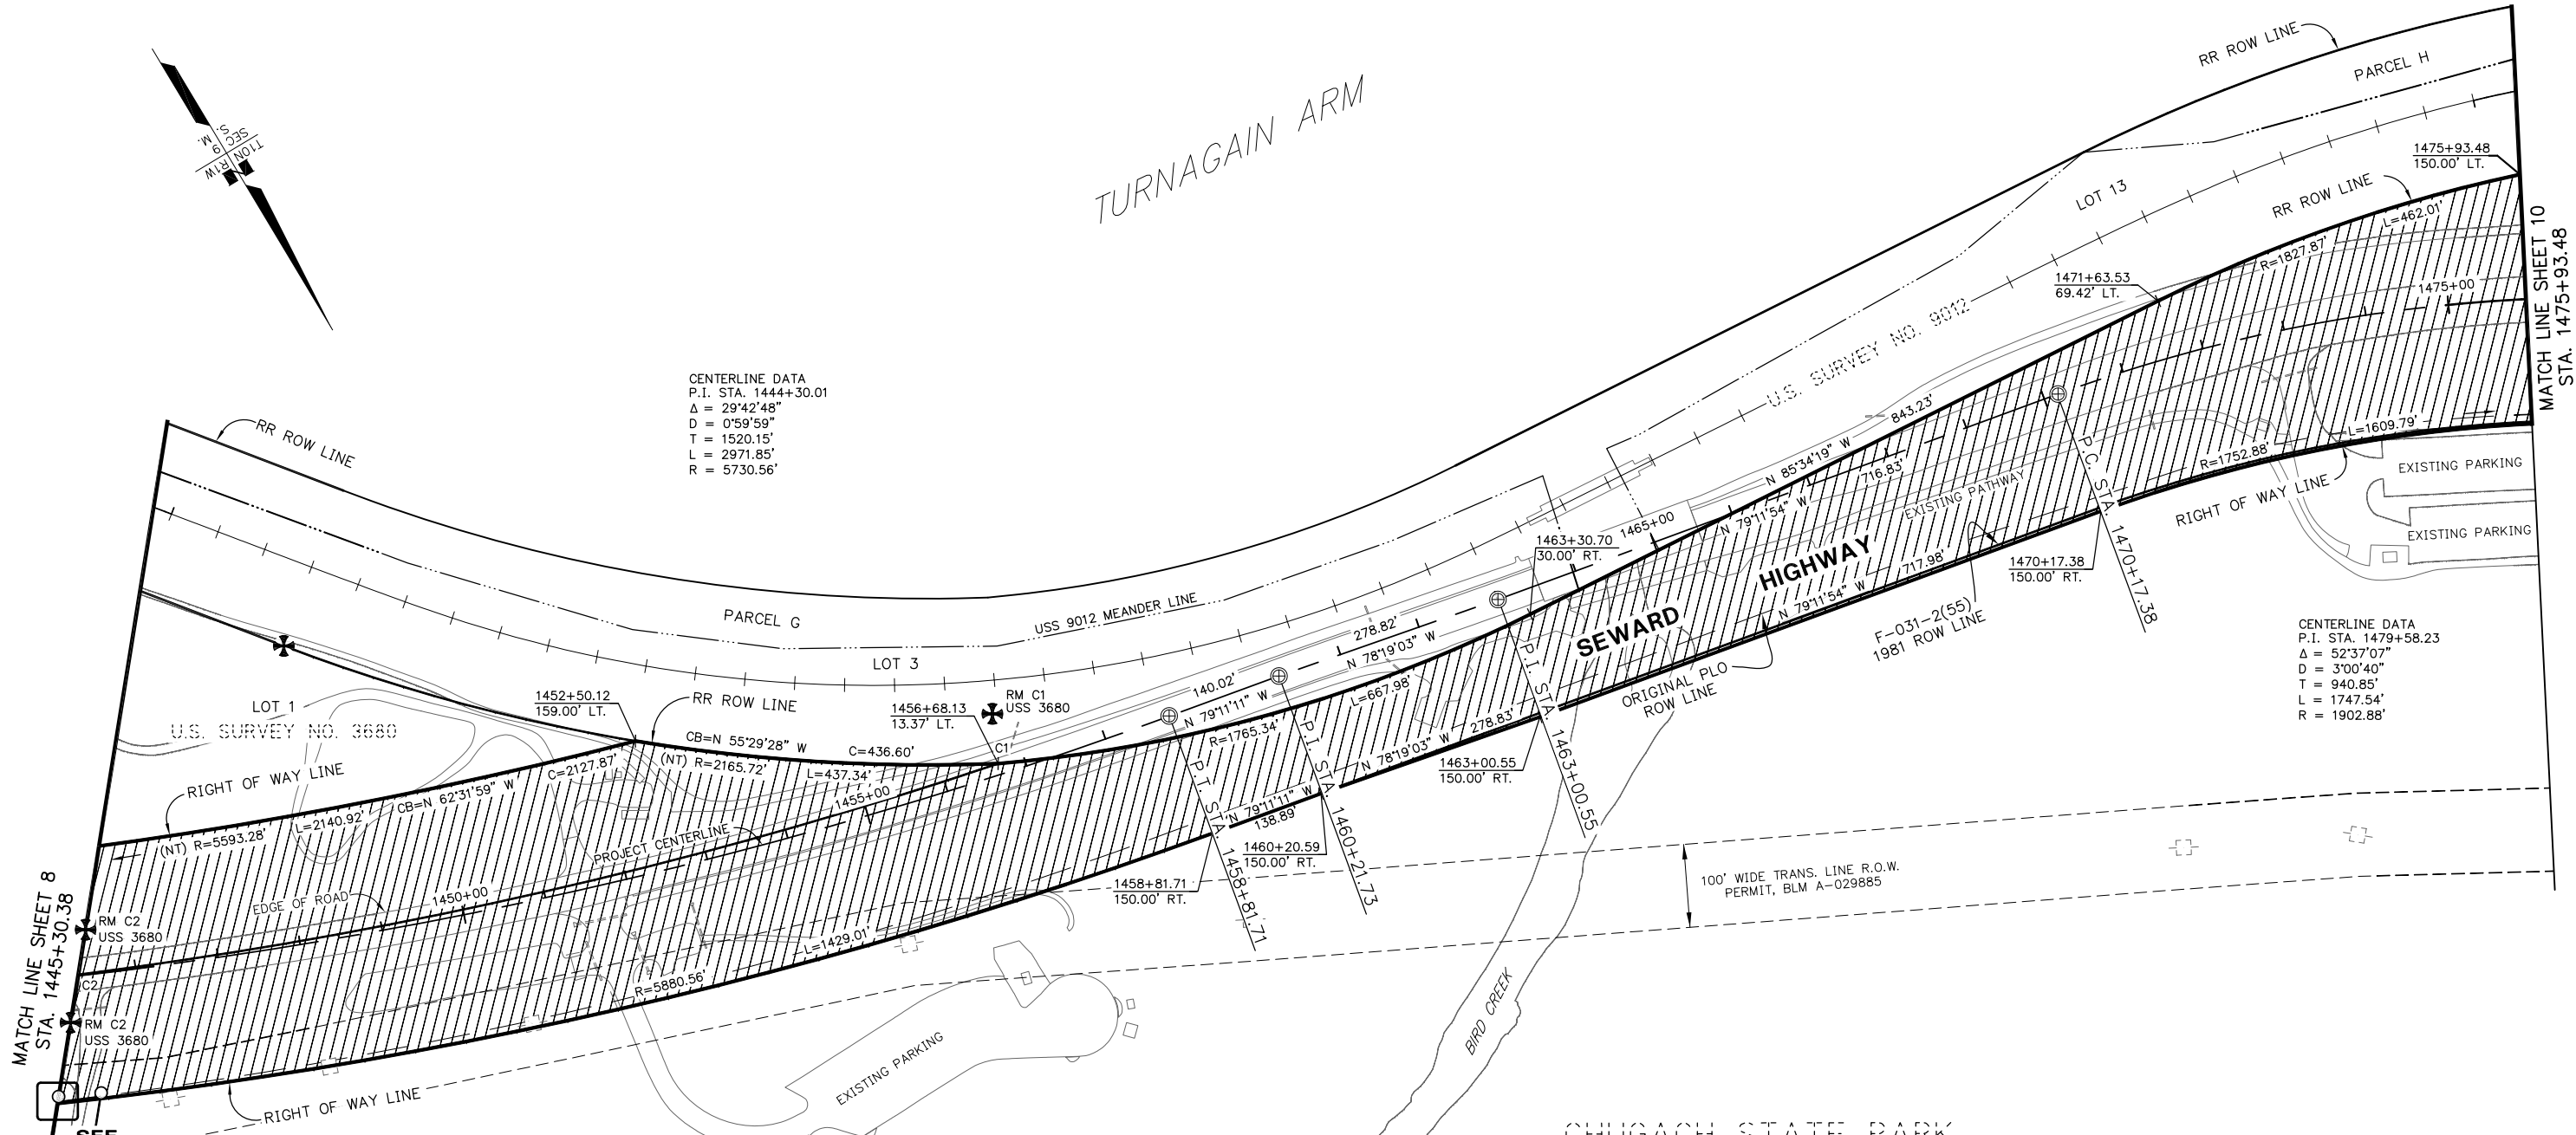 RR ROW LINE
PARCEL H
T10N R1W
SEC 9
S. M.
N
TURNAGAIN ARM
1475+93.48
150.00' LT.
LOT 13
RR ROW LINE
L=462.01'
R=1827.87'
MATCH LINE SHEET 10
STA. 1475+93.48
1475+00
1471+63.53
69.42' LT.
U.S. SURVEY NO. 9012
CENTERLINE DATA
P.I. STA. 1444+30.01
Δ = 29°42'48"
D = 0°59'59"
T = 1520.15'
L = 2971.85'
R = 5730.56'
RR ROW LINE
843.23'
N 85°34'19" W
716.83'
N 79°11'54" W
EXISTING PATHWAY
P.C. STA. 1470+17.38
L=1609.79'
R=1752.88'
RIGHT OF WAY LINE
EXISTING PARKING
EXISTING PARKING
1465+00
1463+30.70
30.00' RT.
SEWARD
HIGHWAY
717.98'
N 79°11'54" W
1470+17.38
150.00' RT.
F-031-2(55)
1981 ROW LINE
ORIGINAL PLO
ROW LINE
CENTERLINE DATA
P.I. STA. 1479+58.23
Δ = 52°37'07"
D = 3°00'40"
T = 940.85'
L = 1747.54'
R = 1902.88'
PARCEL G
USS 9012 MEANDER LINE
LOT 3
278.82'
N 78°19'03" W
140.02'
N 79°11'11" W
L=667.98'
R=1765.34'
P.I. STA. 1463+00.55
278.83'
N 78°19'03" W
1463+00.55
150.00' RT.
LOT 1
U.S. SURVEY NO. 3680
1452+50.12
159.00' LT.
RR ROW LINE
1456+68.13
13.37' LT.
RM C1
USS 3680
C1
CB=N 55°29'28" W
C=436.60'
(NT) R=2165.72'
L=437.34'
RIGHT OF WAY LINE
C=2127.87'
CB=N 62°31'59" W
L=2140.92'
(NT) R=5593.28'
1455+00
PROJECT CENTERLINE
P.T. STA. 1458+81.71
P.I. STA. 1460+21.73
N 79°11'11" W
138.89'
1460+20.59
150.00' RT.
1458+81.71
150.00' RT.
100' WIDE TRANS. LINE R.O.W.
PERMIT, BLM A-029885
EDGE OF ROAD
1450+00
MATCH LINE SHEET 8
STA. 1445+30.38
RM C2
USS 3680
C2
RM C2
USS 3680
L=1429.01'
R=5880.56'
RIGHT OF WAY LINE
EXISTING PARKING
BIRD CREEK
SEE
CHUGACH STATE PARK